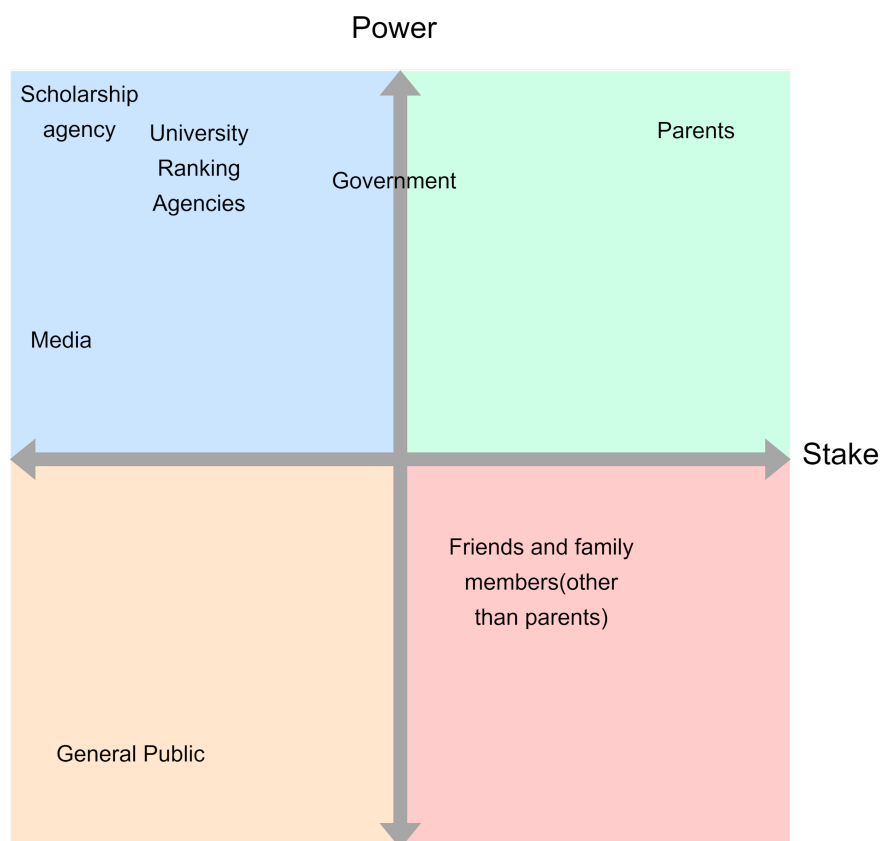 Power
Scholarship
agency
University
Ranking
Agencies
Government
Parents
Media
Stake
Friends and family
members(other
than parents)
General Public